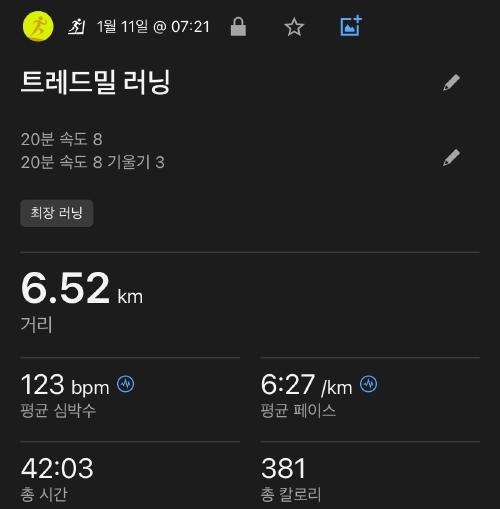 1월 11일 @ 07:21
트레드밀 러닝
20분 속도 8
20분 속도 8 기울기 3
최장 러닝
6.52 km
거리
123 bpm
평균 심박수
6:27 /km
평균 페이스
42:03
총 시간
381
총 칼로리